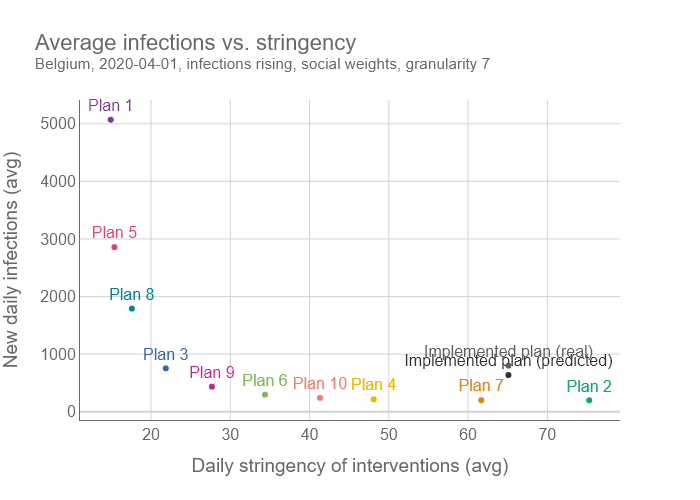 Average infections vs. stringency
Belgium, 2020-04-01, infections rising, social weights, granularity 7
New daily infections (avg)
5000
4000
3000
2000
1000
0
Plan 1
Plan 5
Plan 8
Plan 3
Plan 9
Plan 6
Plan 10
Plan 4
Implemented plan (real)
Implemented plan (predicted)
Plan 7
Plan 2
20 30 40 50 60 70
Daily stringency of interventions (avg)